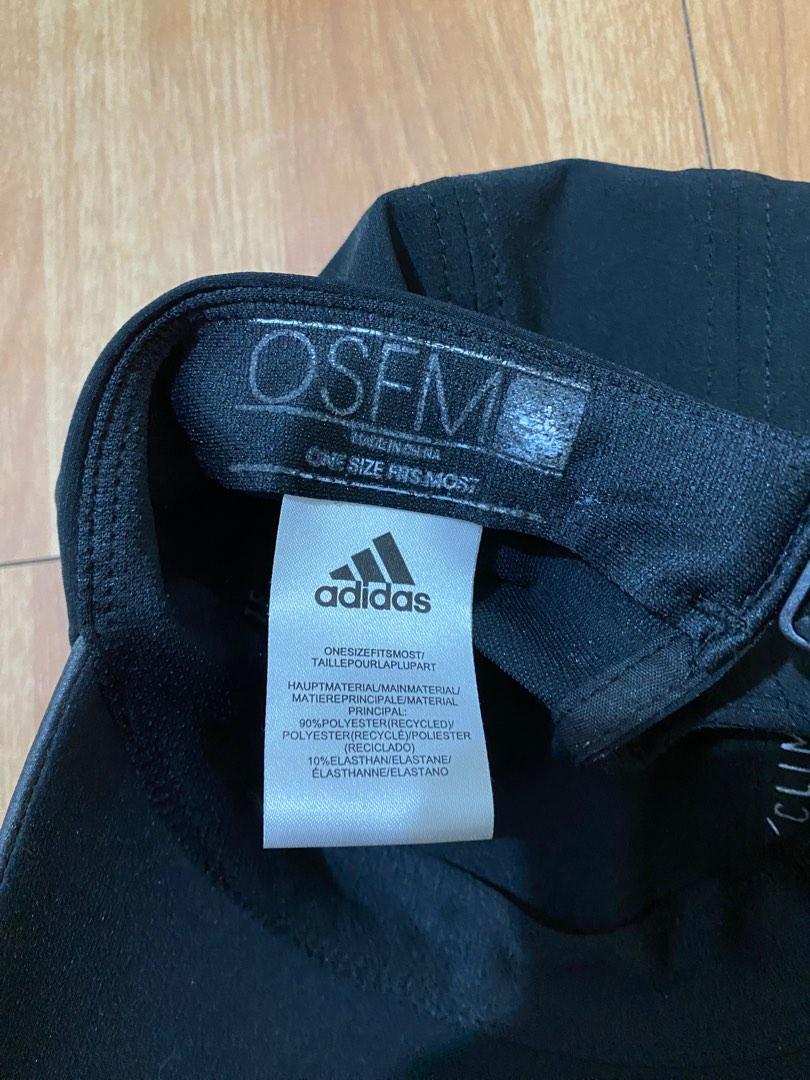 OSFM
MADE IN CHINA
ONE SIZE FITS MOST
adidas
ONESIZEFITSMOST/
TAILLEPOURLAPLUPART
HAUPTMATERIAL/MAINMATERIAL/
MATIEREPRINCIPALE/MATERIAL
PRINCIPAL:
90%POLYESTER(RECYCLED)/
POLYESTER(RECYCLÉ)/POLIESTER
(RECICLADO)
10%ELASTHAN/ELASTANE/
ÉLASTHANNE/ELASTANO